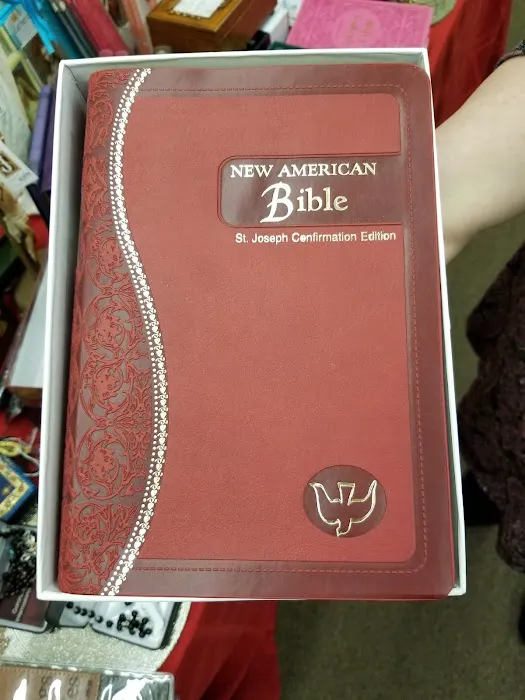 NEW AMERICAN
Bible
St. Joseph Confirmation Edition